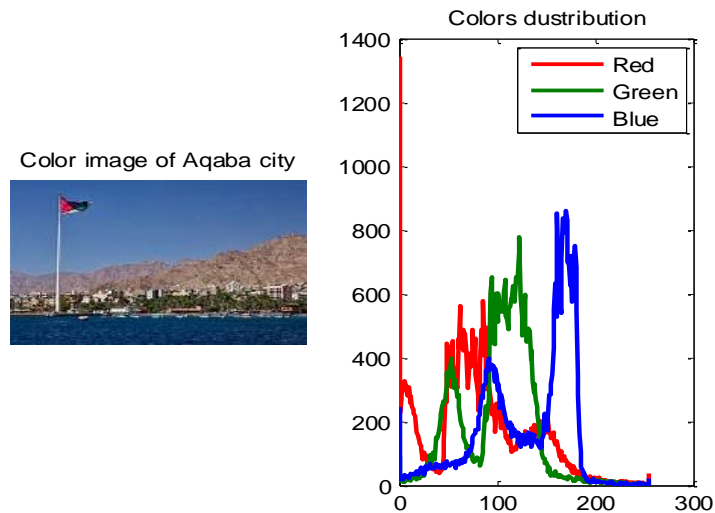 Color image of Aqaba city
Colors dustribution
1400
1200
1000
800
600
400
200
0
0 100 200 300
Red
Green
Blue